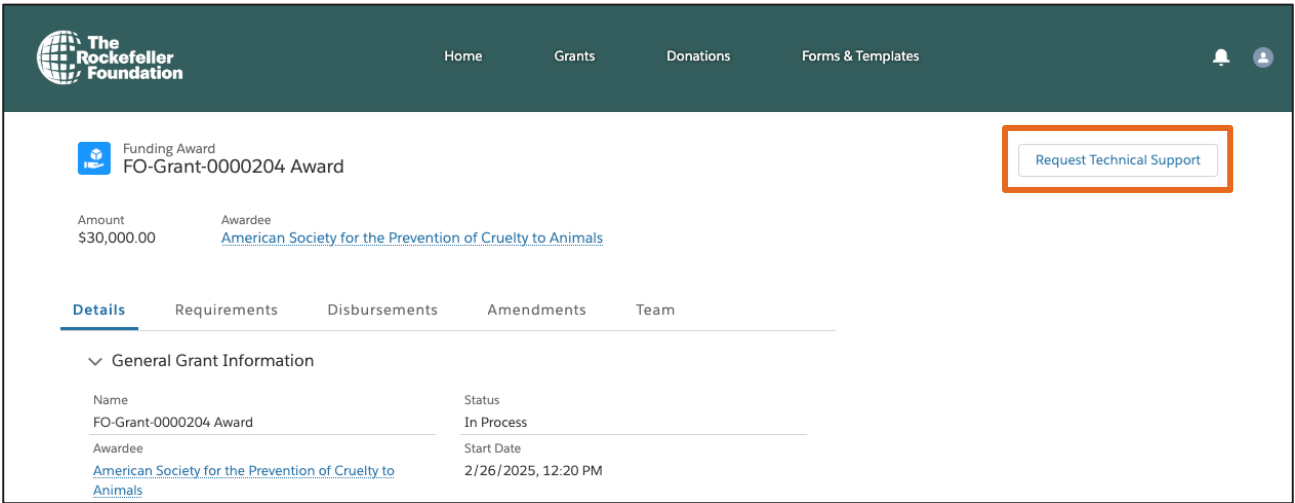 The
Rockefeller
Foundation
Home Grants Donations Forms & Templates
Funding Award
FO-Grant-0000204 Award
Request Technical Support
Amount Awardee
$30,000.00 American Society for the Prevention of Cruelty to Animals
Details Requirements Disbursements Amendments Team
General Grant Information
Name Status
FO-Grant-0000204 Award In Process
Awardee Start Date
American Society for the Prevention of Cruelty to 2/26/2025, 12:20 PM
Animals